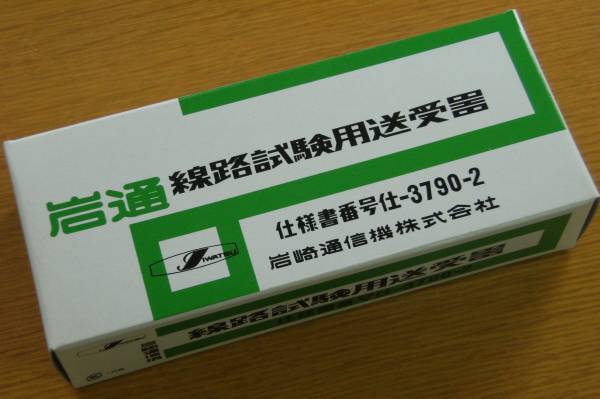 岩通 線路試験用送受器
仕様書番号仕-3790-2
岩崎通信機株式会社
IWATSU
線路試験用送受器